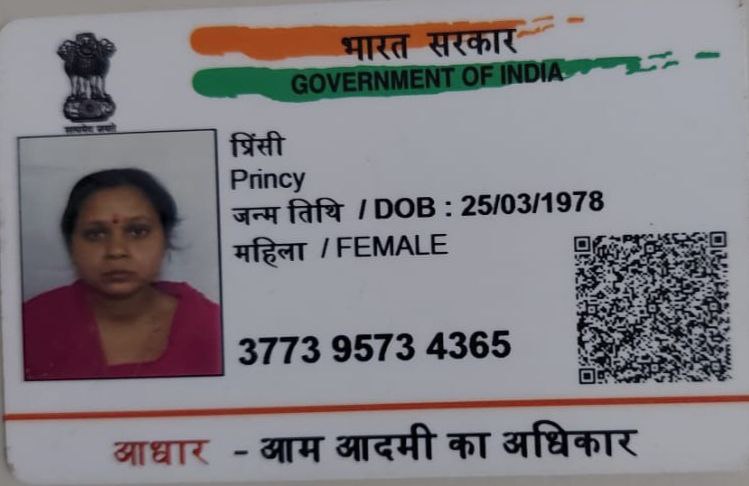 भारत सरकार
GOVERNMENT OF INDIA
सत्यमेव जयते
प्रिंसी
Princy
जन्म तिथि / DOB : 25/03/1978
महिला / FEMALE
3773 9573 4365
आधार - आम आदमी का अधिकार